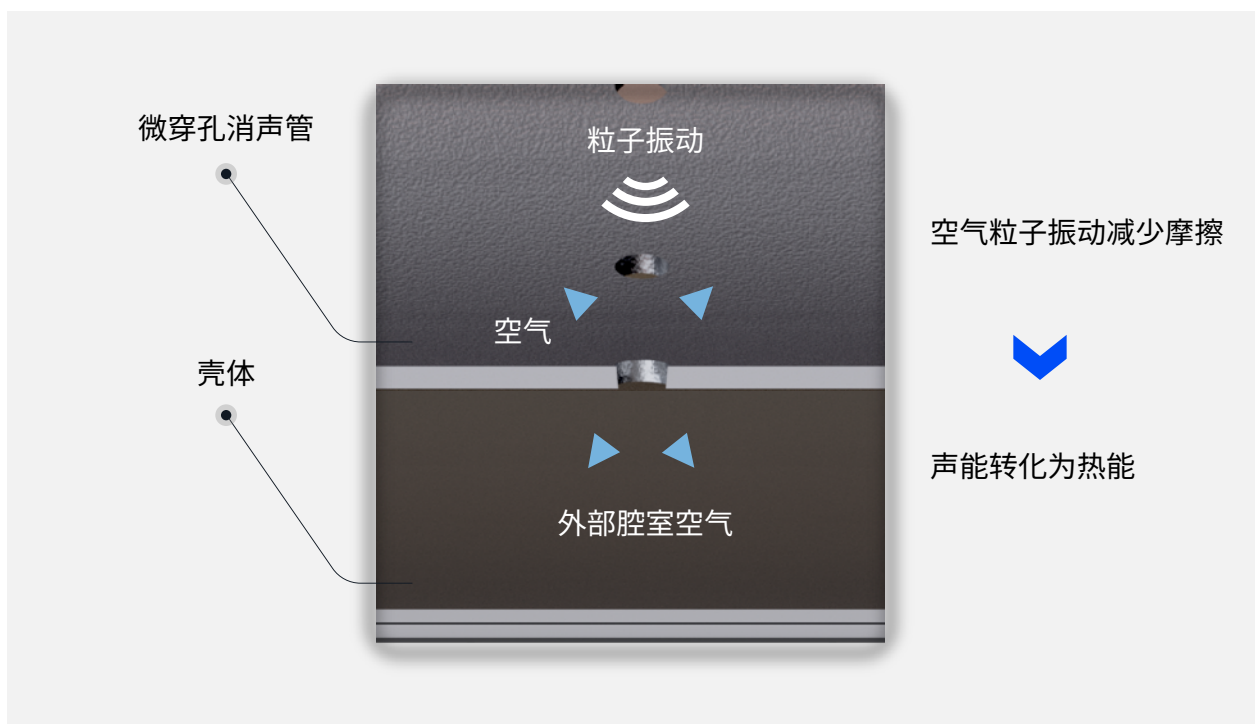 微穿孔消声管
粒子振动
空气粒子振动减少摩擦
空气
壳体
声能转化为热能
外部腔室空气